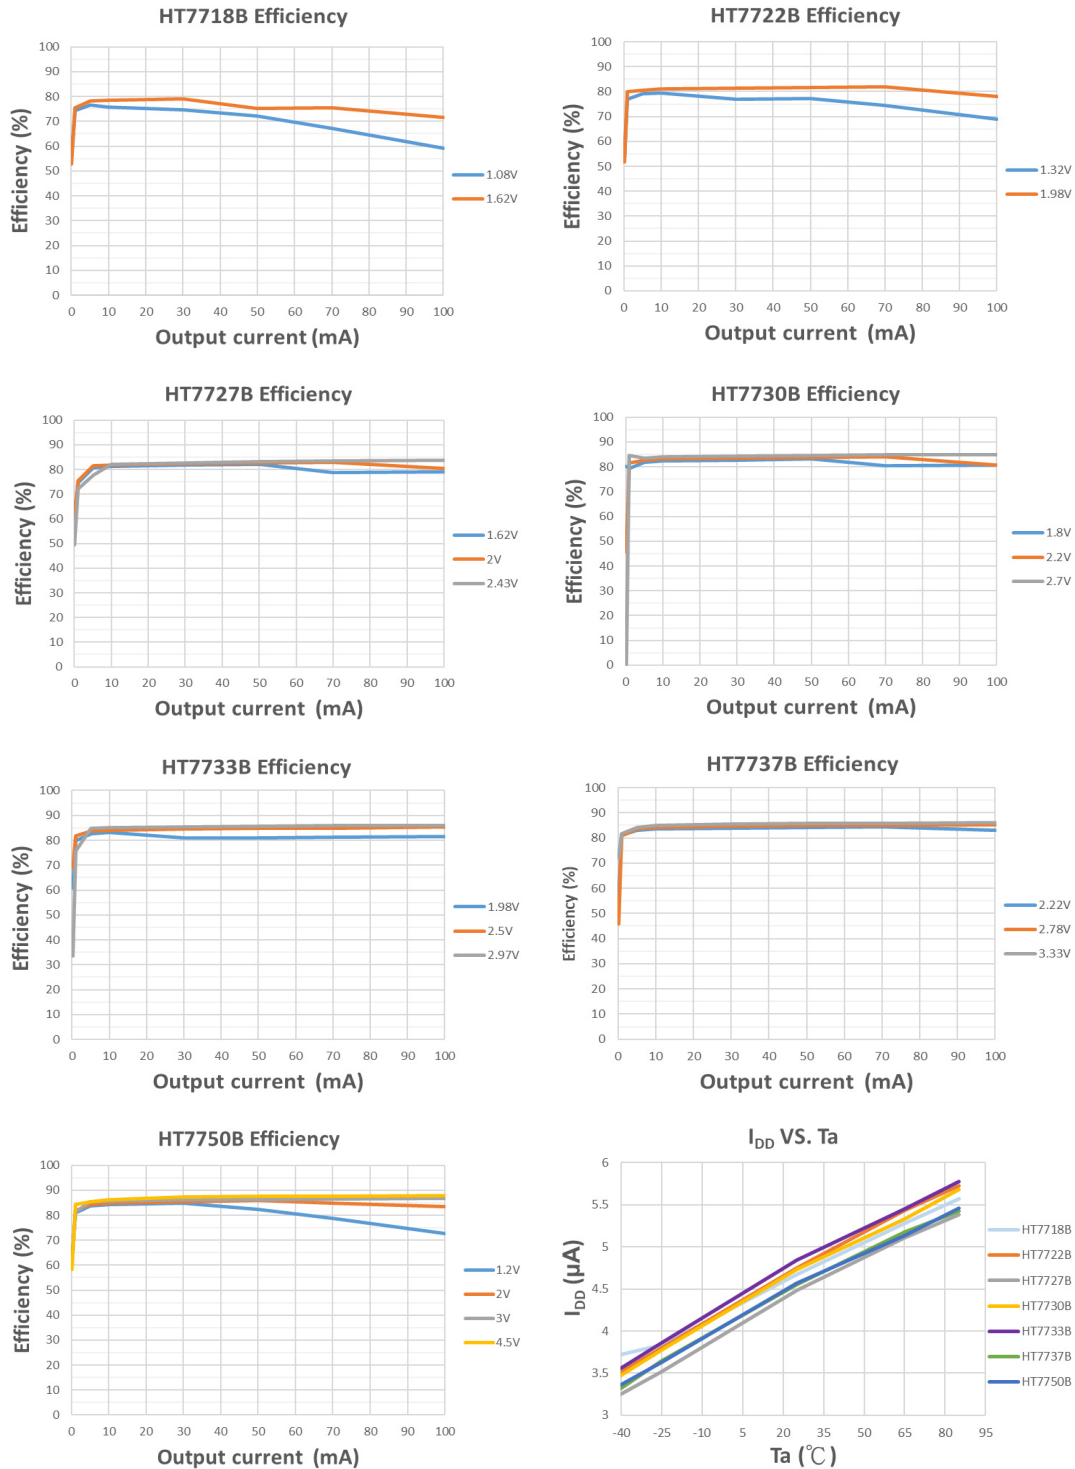 HT7718B Efficiency
Efficiency (%)
100
90
80
70
60
50
40
30
20
10
0
0 10 20 30 40 50 60 70 80 90 100
Output current (mA)
1.08V
1.62V
HT7722B Efficiency
Efficiency (%)
100
90
80
70
60
50
40
30
20
10
0
0 10 20 30 40 50 60 70 80 90 100
Output current (mA)
1.32V
1.98V
HT7727B Efficiency
Efficiency (%)
100
90
80
70
60
50
40
30
20
10
0
0 10 20 30 40 50 60 70 80 90 100
Output current (mA)
1.62V
2V
2.43V
HT7730B Efficiency
Efficiency (%)
100
90
80
70
60
50
40
30
20
10
0
0 10 20 30 40 50 60 70 80 90 100
Output current (mA)
1.8V
2.2V
2.7V
HT7733B Efficiency
Efficiency (%)
100
90
80
70
60
50
40
30
20
10
0
0 10 20 30 40 50 60 70 80 90 100
Output current (mA)
1.98V
2.5V
2.97V
HT7737B Efficiency
Efficiency (%)
100
90
80
70
60
50
40
30
20
10
0
0 10 20 30 40 50 60 70 80 90 100
Output current (mA)
2.22V
2.78V
3.33V
HT7750B Efficiency
Efficiency (%)
100
90
80
70
60
50
40
30
20
10
0
0 10 20 30 40 50 60 70 80 90 100
Output current (mA)
1.2V
2V
3V
4.5V
IDD VS. Ta
IDD (μA)
6
5.5
5
4.5
4
3.5
3
-40 -25 -10 5 25 35 45 65 85 95
Ta (℃)
HT7718B
HT7722B
HT7727B
HT7730B
HT7733B
HT7737B
HT7750B